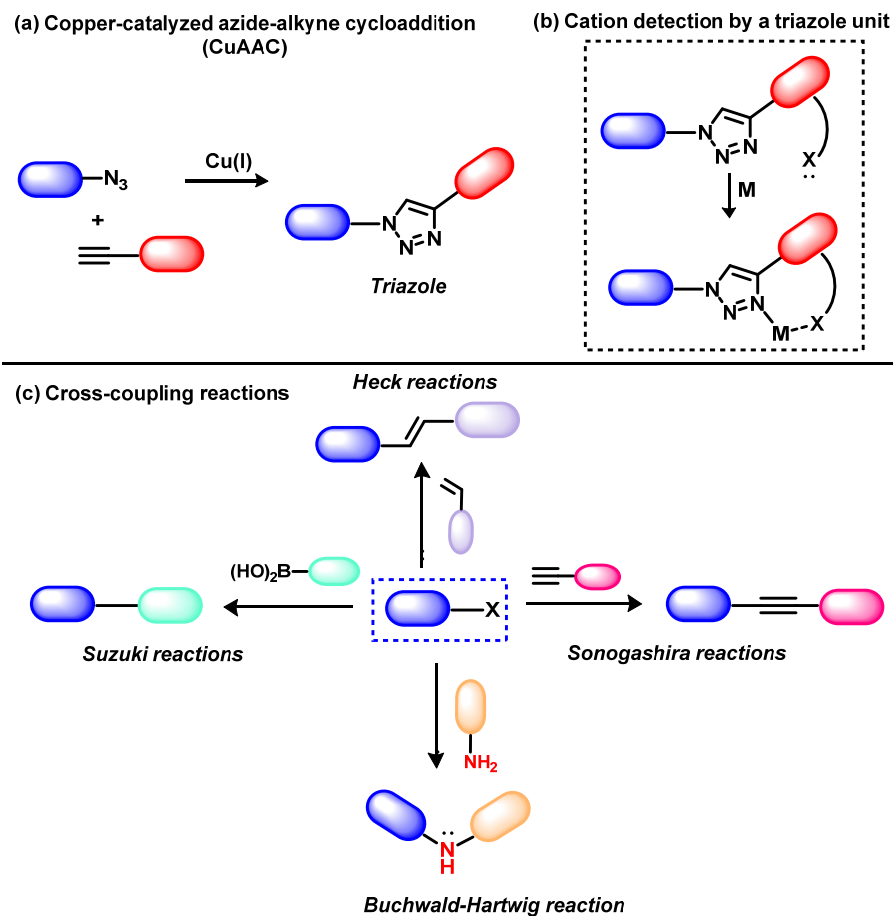 (a) Copper-catalyzed azide-alkyne cycloaddition
(CuAAC)
N₃
+
Cu(I)
N
N
N
Triazole
(b) Cation detection by a triazole unit
N
N
N
X
..
M
N
N
N
M
X
(c) Cross-coupling reactions
Heck reactions
(HO)₂B
X
Suzuki reactions
Sonogashira reactions
NH₂
..
N
H
Buchwald-Hartwig reaction